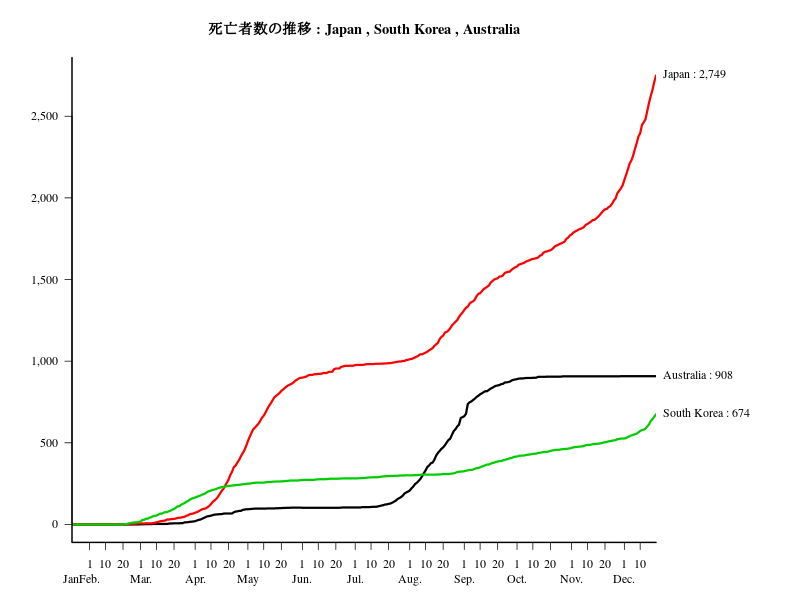 死亡者数の推移 : Japan , South Korea , Australia
Japan : 2,749
2,500
2,000
1,500
1,000
Australia : 908
South Korea : 674
500
0
1 10 20 1 10 20 1 10 20 1 10 20 1 10 20 1 10 20 1 10 20 1 10 20 1 10 20 1 10 20 1 10
JanFeb. Mar. Apr. May Jun. Jul. Aug. Sep. Oct. Nov. Dec.